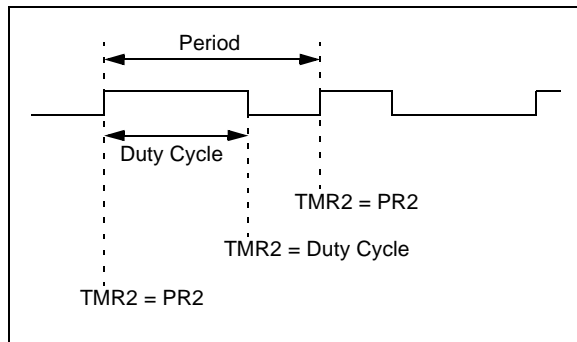 Period
Duty Cycle
TMR2 = PR2
TMR2 = Duty Cycle
TMR2 = PR2